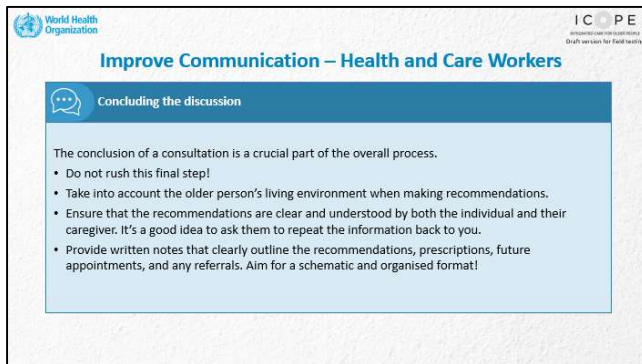 World Health
Organization
ICOPE
INTEGRATED CARE FOR OLDER PEOPLE
Draft version for field testing
Improve Communication – Health and Care Workers
Concluding the discussion
The conclusion of a consultation is a crucial part of the overall process.
• Do not rush this final step!
• Take into account the older person's living environment when making recommendations.
• Ensure that the recommendations are clear and understood by both the individual and their
caregiver. It's a good idea to ask them to repeat the information back to you.
• Provide written notes that clearly outline the recommendations, prescriptions, future
appointments, and any referrals. Aim for a schematic and organised format!